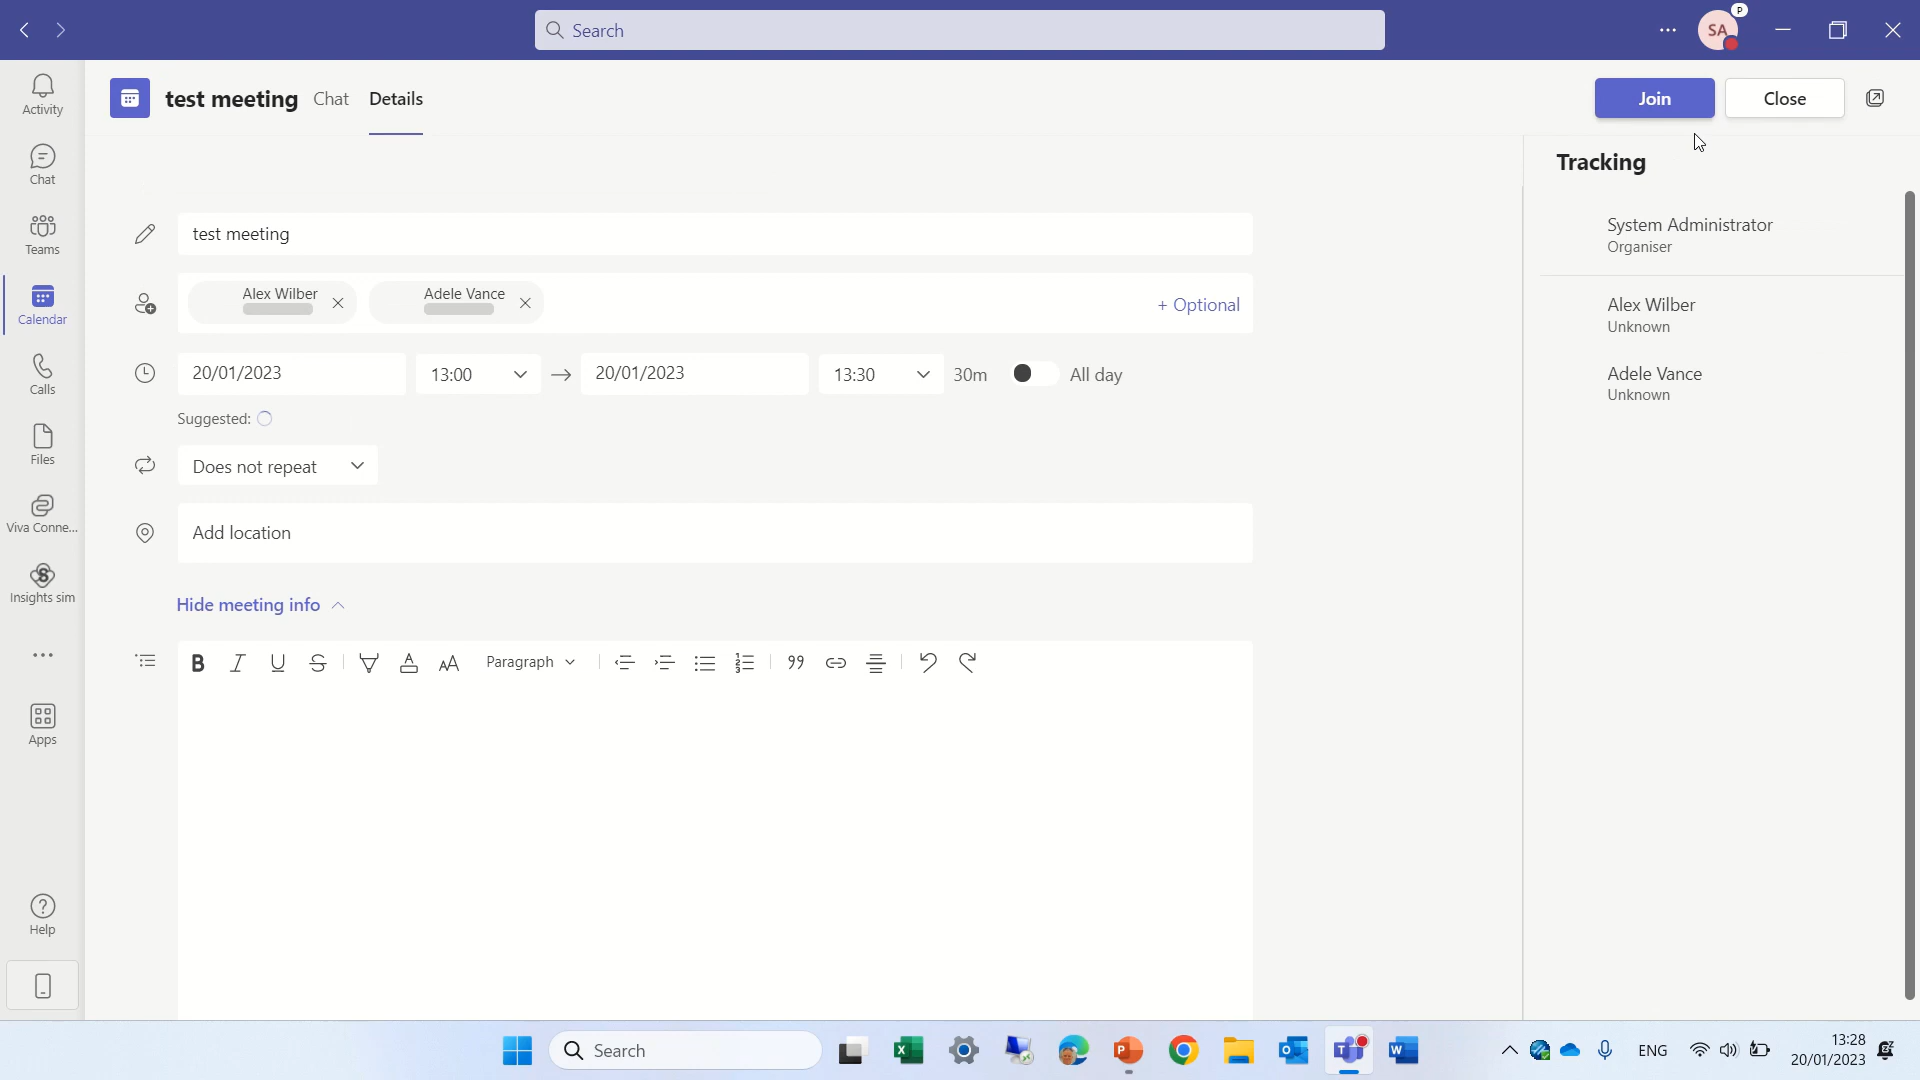 Search
P
SA
Activity
Chat
Teams
Calendar
Calls
Files
Viva Conne...
Insights sim
Apps
Help
test meeting Chat Details
Join Close
test meeting
Alex Wilber Adele Vance + Optional
20/01/2023 13:00 20/01/2023 13:30 30m All day
Suggested:
Does not repeat
Add location
Hide meeting info
Paragraph
Tracking
System Administrator
Organiser
Alex Wilber
Unknown
Adele Vance
Unknown
Search
ENG
13:28
20/01/2023